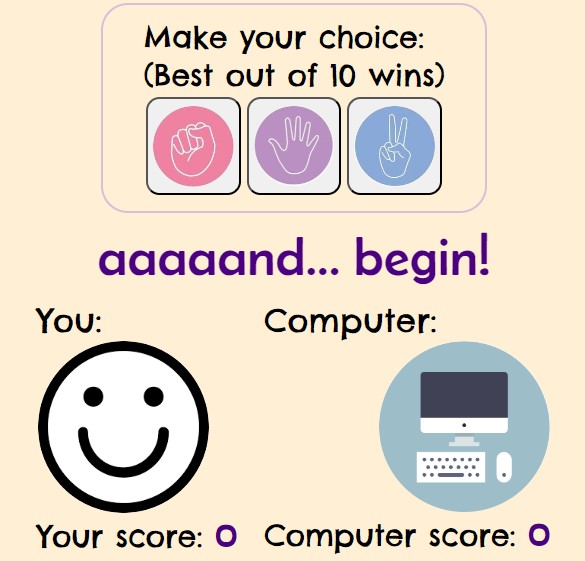 Make your choice:
(Best out of 10 wins)
aaaaand... begin!
You:
Computer:
Your score: 0
Computer score: 0